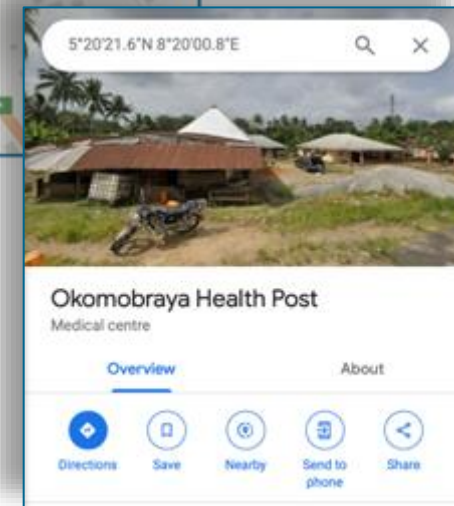 5°20'21.6"N 8°20'00.8"E
Okomobraya Health Post
Medical centre
Overview About
Directions Save Nearby Send to phone Share